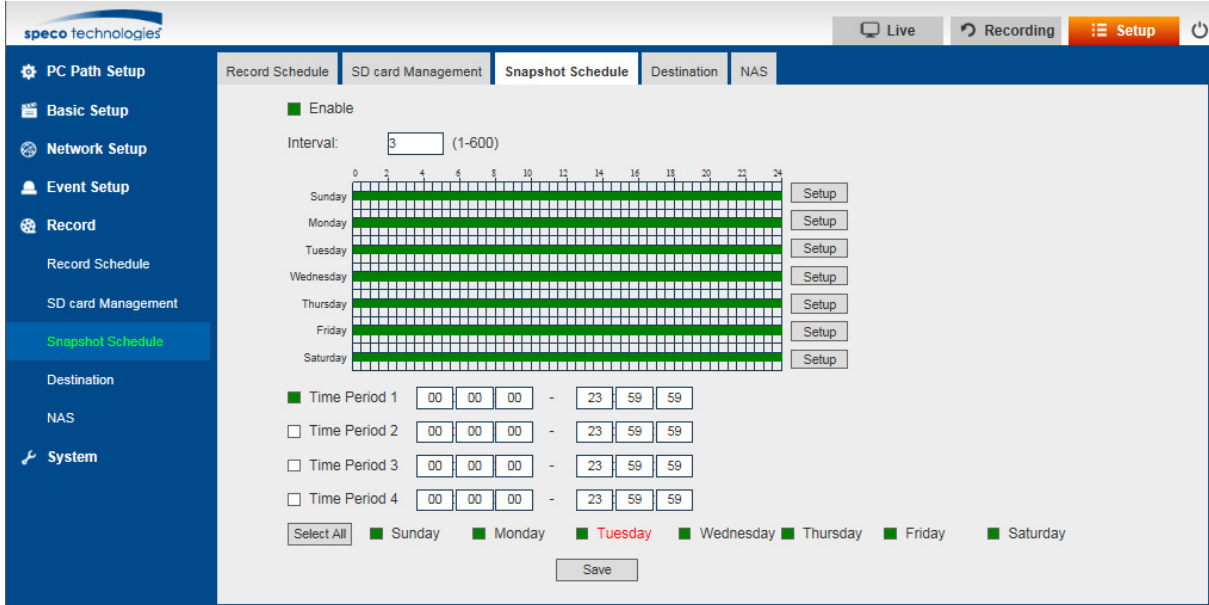 speco technologies
Live Recording Setup
PC Path Setup
Basic Setup
Network Setup
Event Setup
Record
Record Schedule
SD card Management
Snapshot Schedule
Destination
NAS
System
Record Schedule SD card Management Snapshot Schedule Destination NAS
Enable
Interval: 3 (1-600)
0 2 4 6 8 10 12 14 16 18 20 22 24
Sunday Setup
Monday Setup
Tuesday Setup
Wednesday Setup
Thursday Setup
Friday Setup
Saturday Setup
Time Period 1 00 : 00 : 00 - 23 : 59 : 59
Time Period 2 00 : 00 : 00 - 23 : 59 : 59
Time Period 3 00 : 00 : 00 - 23 : 59 : 59
Time Period 4 00 : 00 : 00 - 23 : 59 : 59
Select All Sunday Monday Tuesday Wednesday Thursday Friday Saturday
Save